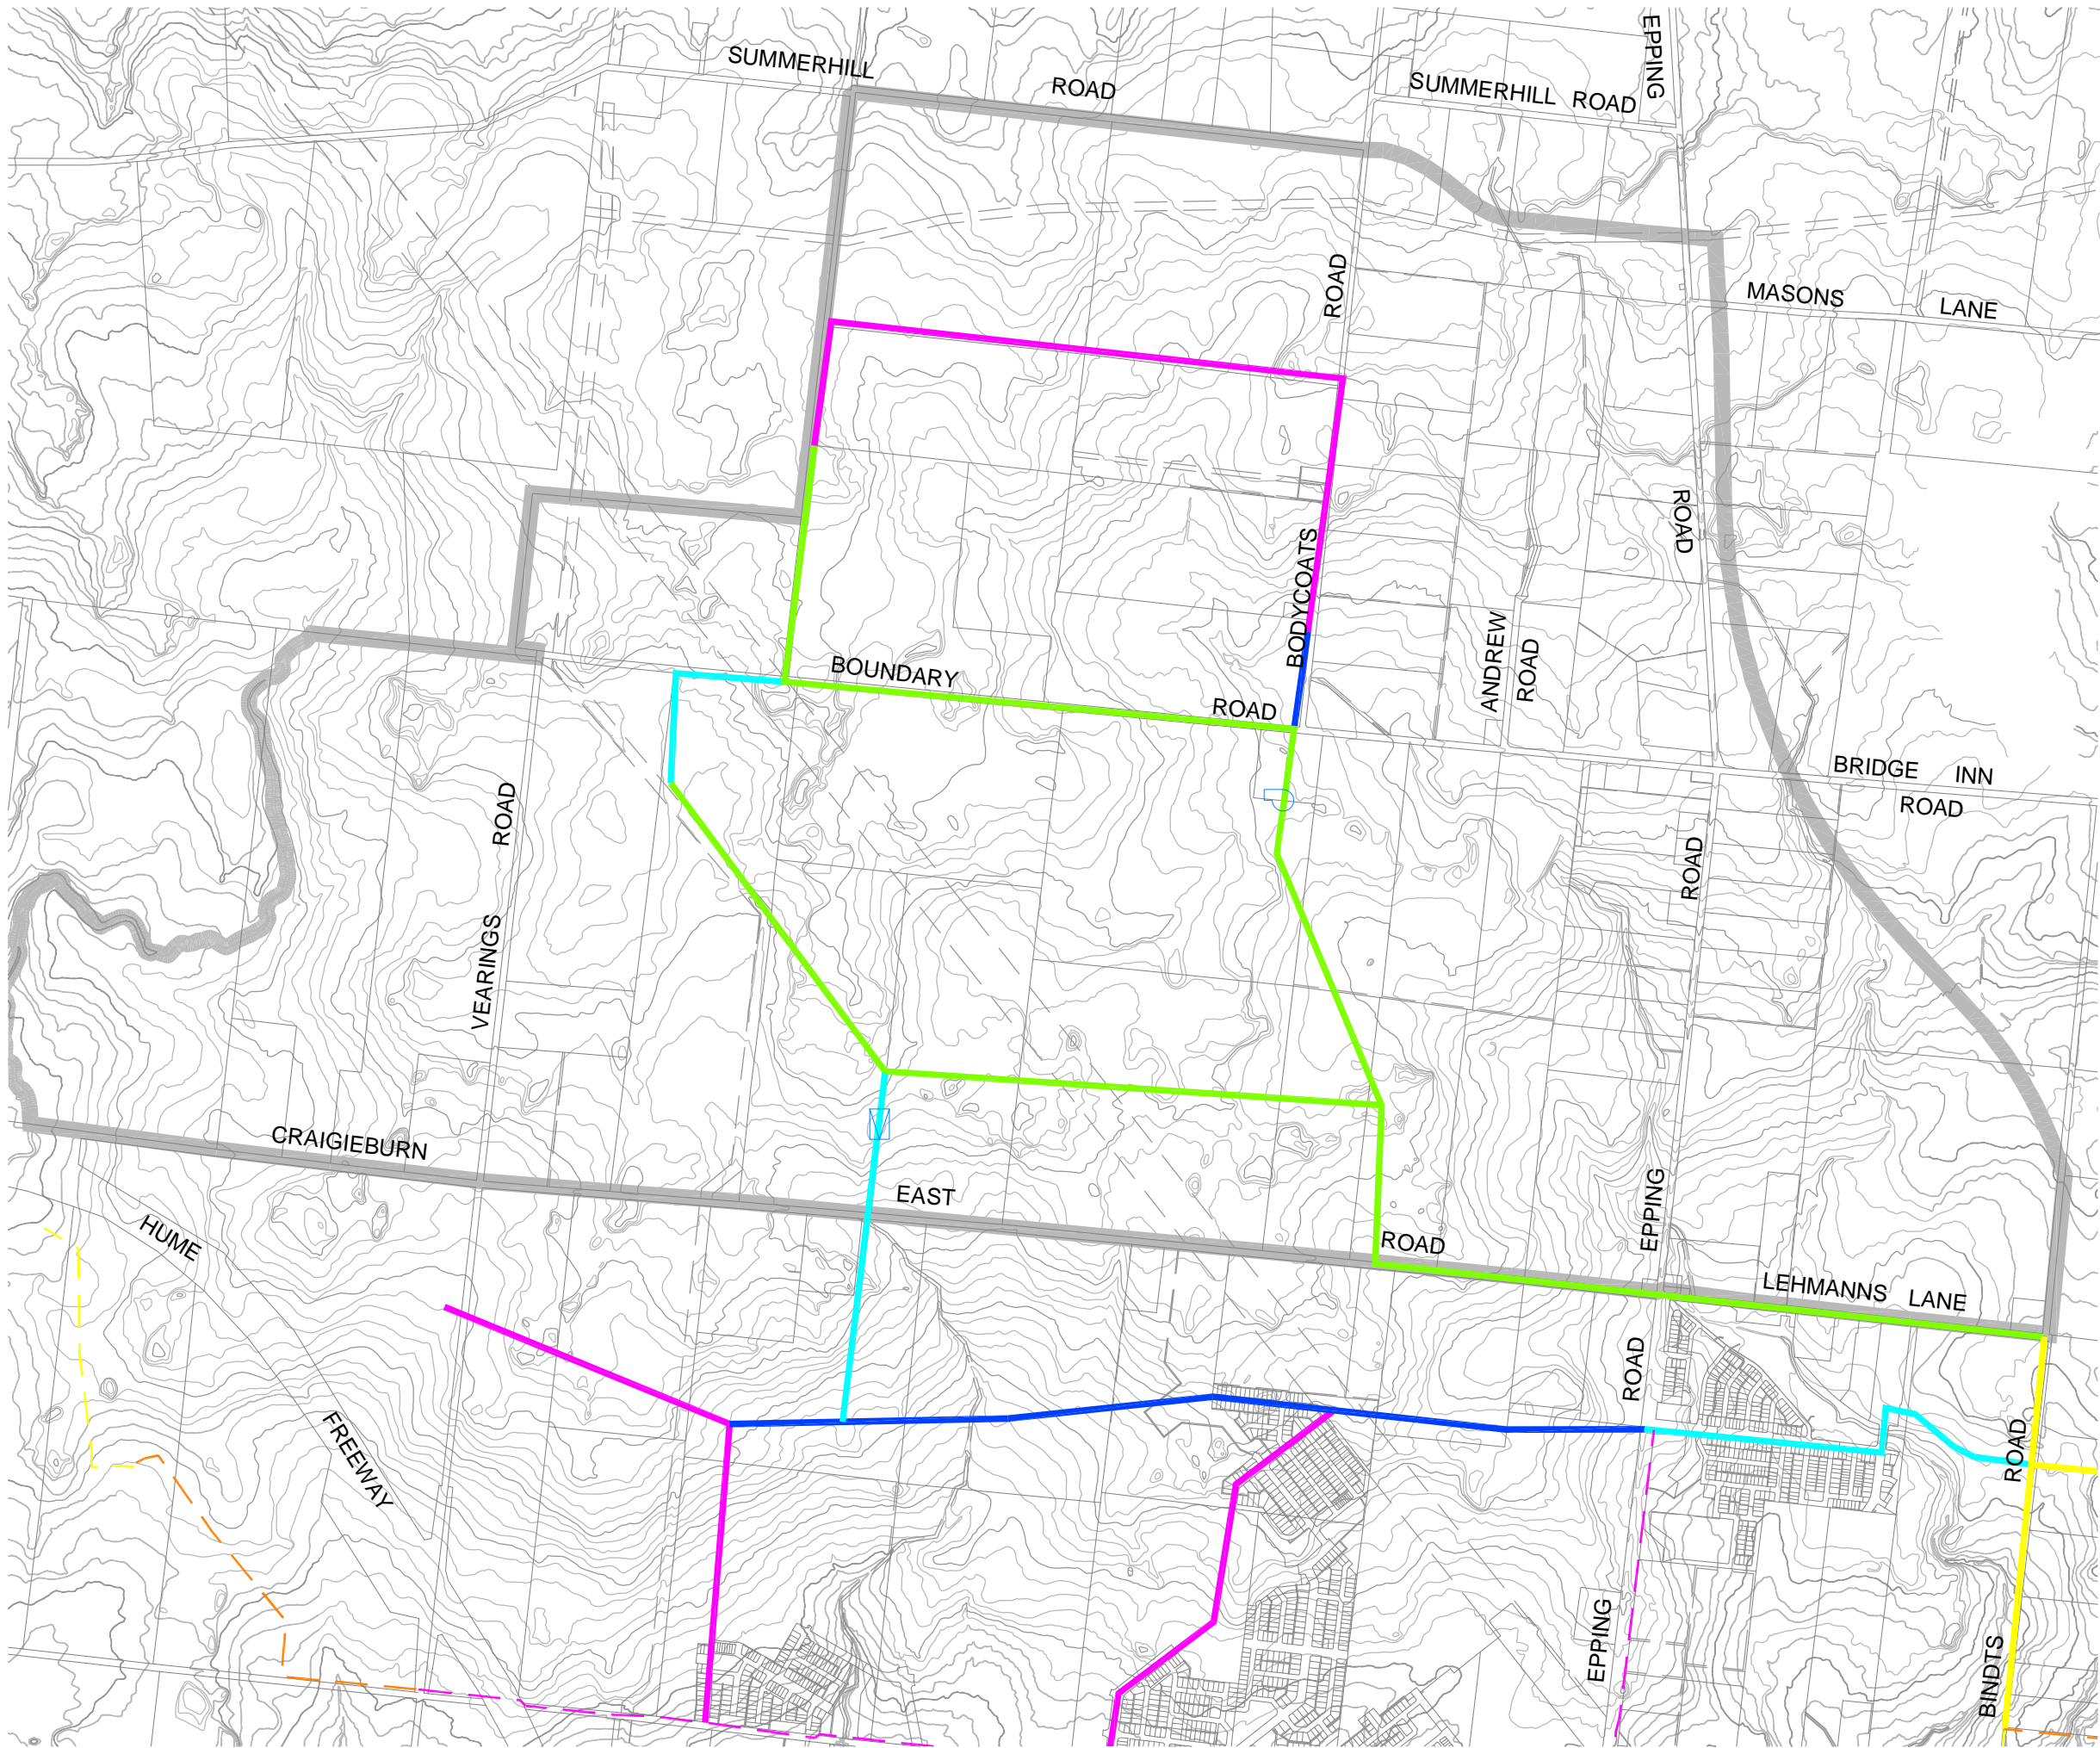 EPPING
SUMMERHILL
ROAD
SUMMERHILL ROAD
ROAD
MASONS
LANE
ROAD
BODYCOATS
ANDREW
ROAD
BOUNDARY
ROAD
BRIDGE INN
ROAD
ROAD
ROAD
VEARINGS
CRAIGIEBURN
EAST
EPPING
ROAD
HUME
LEHMANNS LANE
ROAD
FREEWAY
ROAD
EPPING
BINDTS